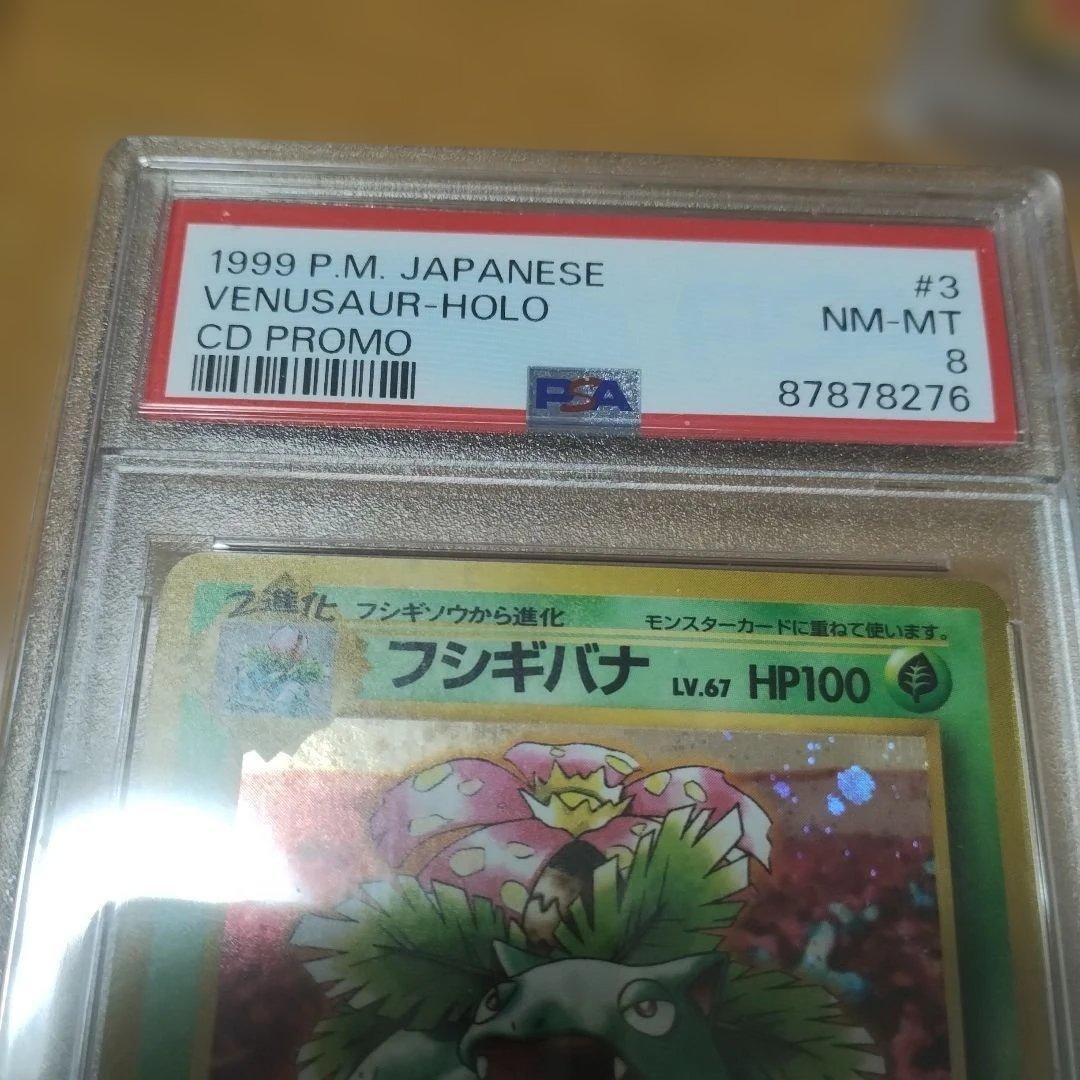 1999 P.M. JAPANESE #3
VENUSAUR-HOLO NM-MT
CD PROMO 8
PSA 87878276
2進化 フシギソウから進化 モンスターカードに重ねて使います。
フシギバナ LV.67 HP100